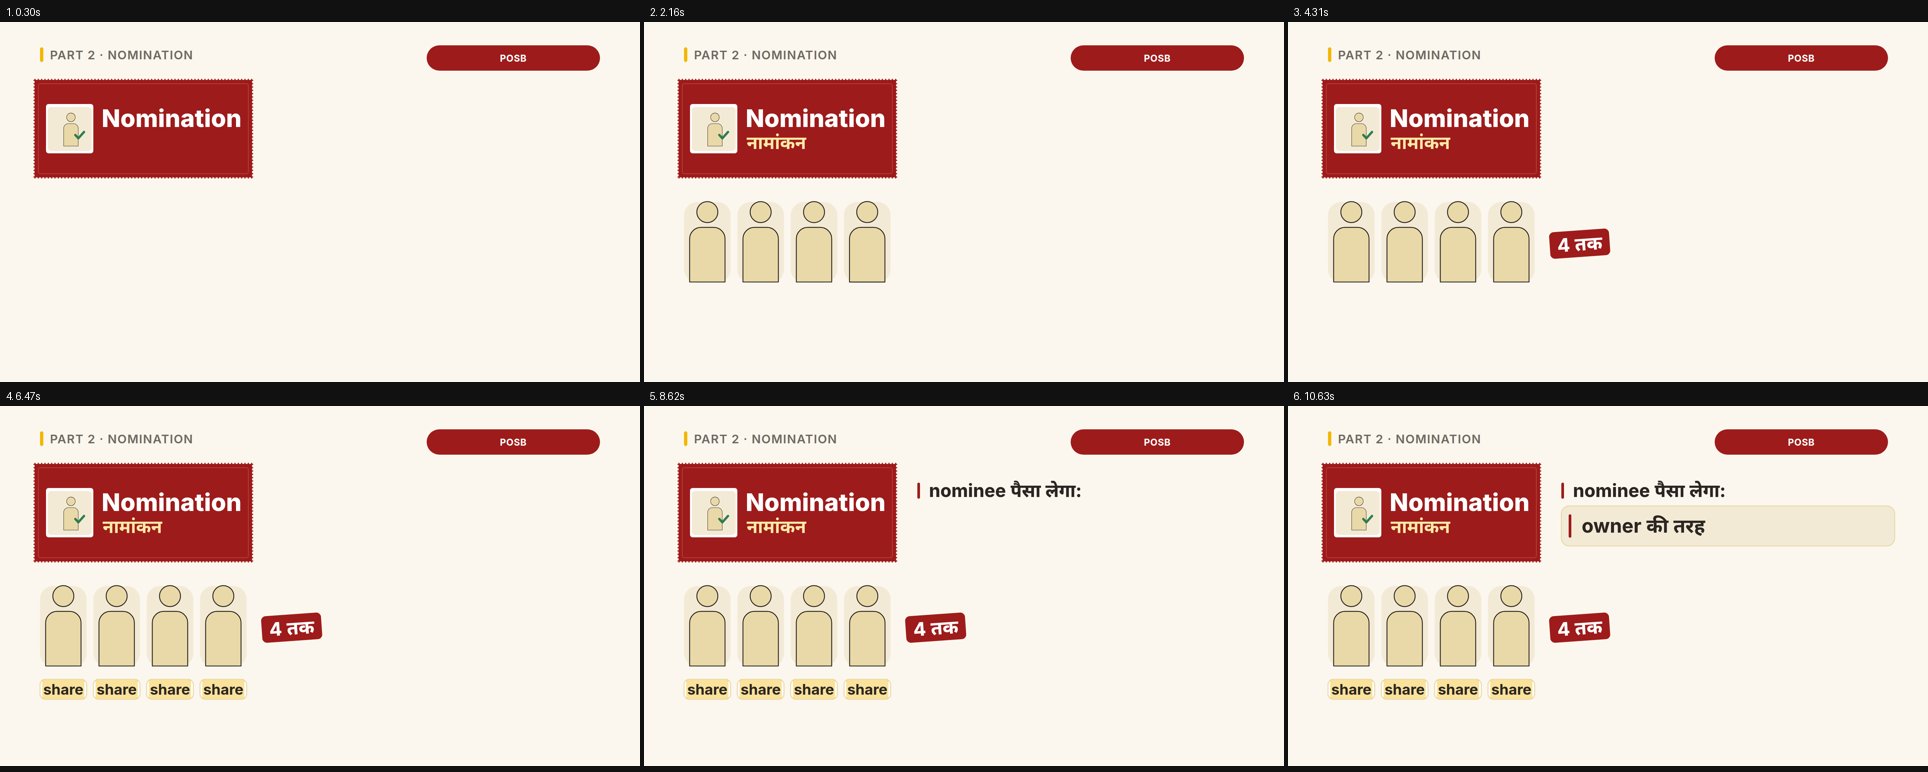 1. 0.30s
PART 2 · NOMINATION
POSB
Nomination
2. 2.16s
PART 2 · NOMINATION
POSB
Nomination
नामांकन
3. 4.31s
PART 2 · NOMINATION
POSB
Nomination
नामांकन
4 तक
4. 6.47s
PART 2 · NOMINATION
POSB
Nomination
नामांकन
4 तक
share share share share
5. 8.62s
PART 2 · NOMINATION
POSB
Nomination
नामांकन
nominee पैसा लेगा:
4 तक
share share share share
6. 10.63s
PART 2 · NOMINATION
POSB
Nomination
नामांकन
nominee पैसा लेगा:
owner की तरह
4 तक
share share share share